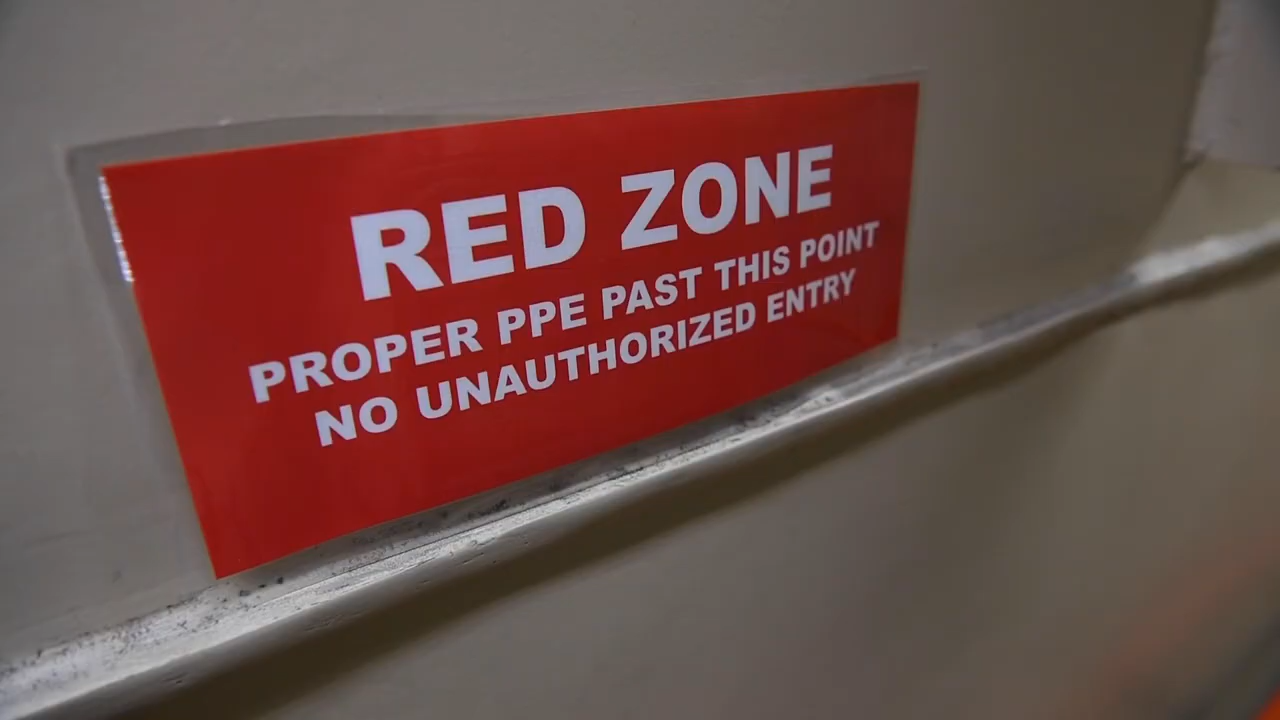 RED ZONE
PROPER PPE PAST THIS POINT
NO UNAUTHORIZED ENTRY